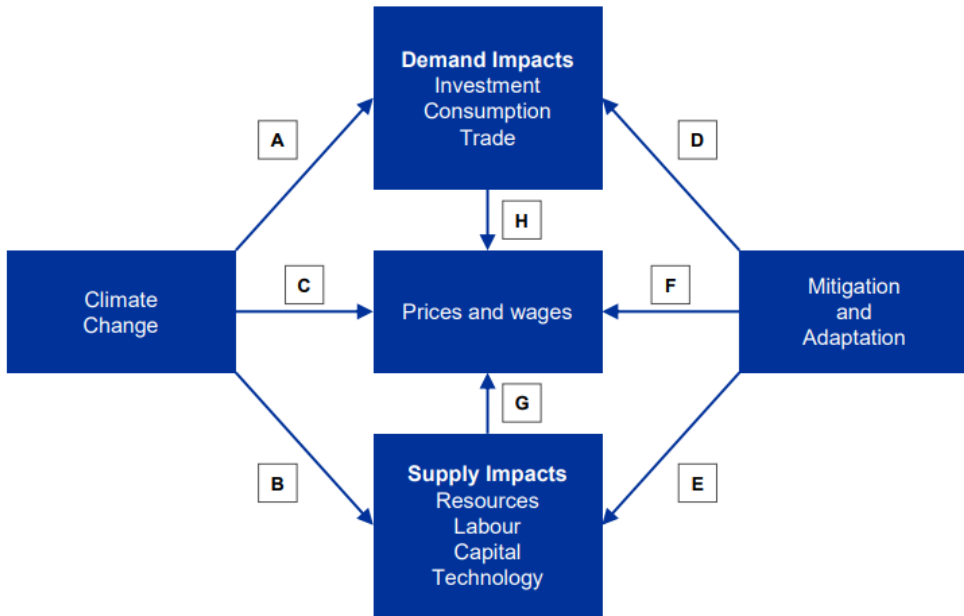 Demand Impacts
Investment
Consumption
Trade
A
D
H
Climate
Change
C
Prices and wages
F
Mitigation
and
Adaptation
G
B
Supply Impacts
Resources
Labour
Capital
Technology
E